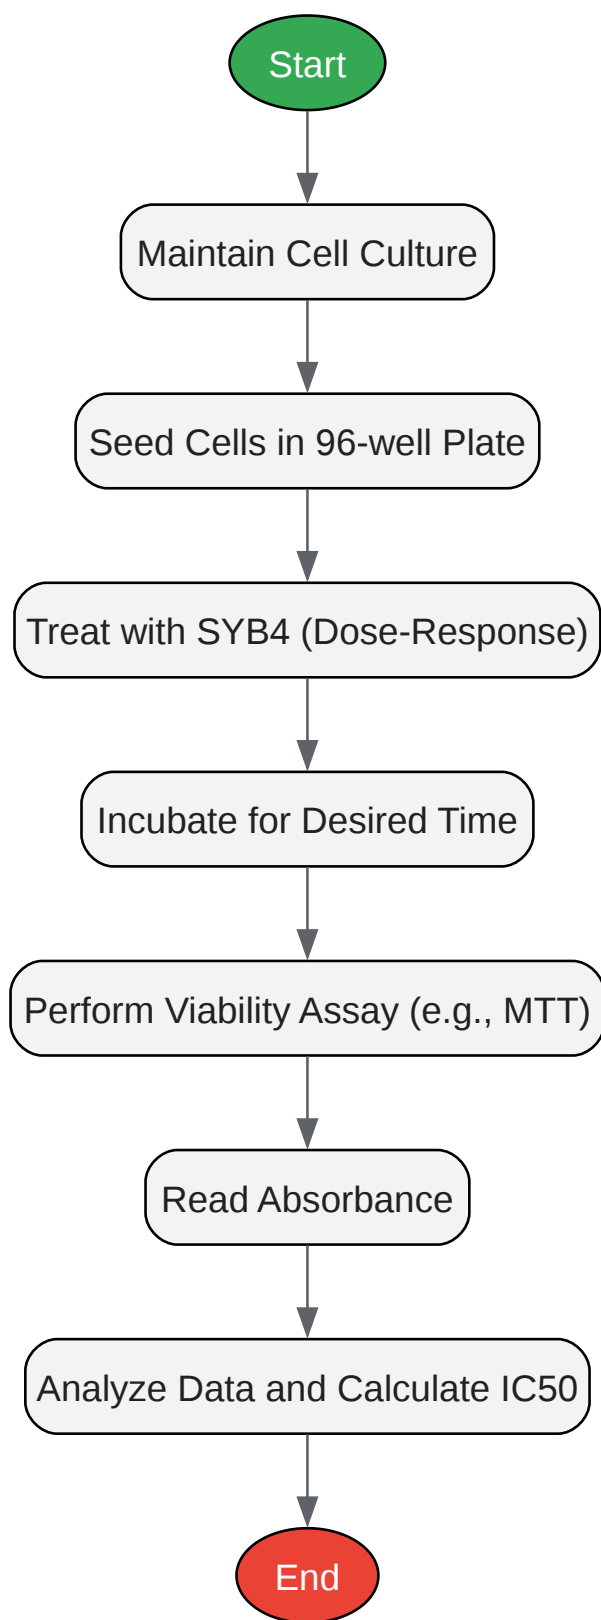 Start
Maintain Cell Culture
Seed Cells in 96-well Plate
Treat with SYB4 (Dose-Response)
Incubate for Desired Time
Perform Viability Assay (e.g., MTT)
Read Absorbance
Analyze Data and Calculate IC50
End